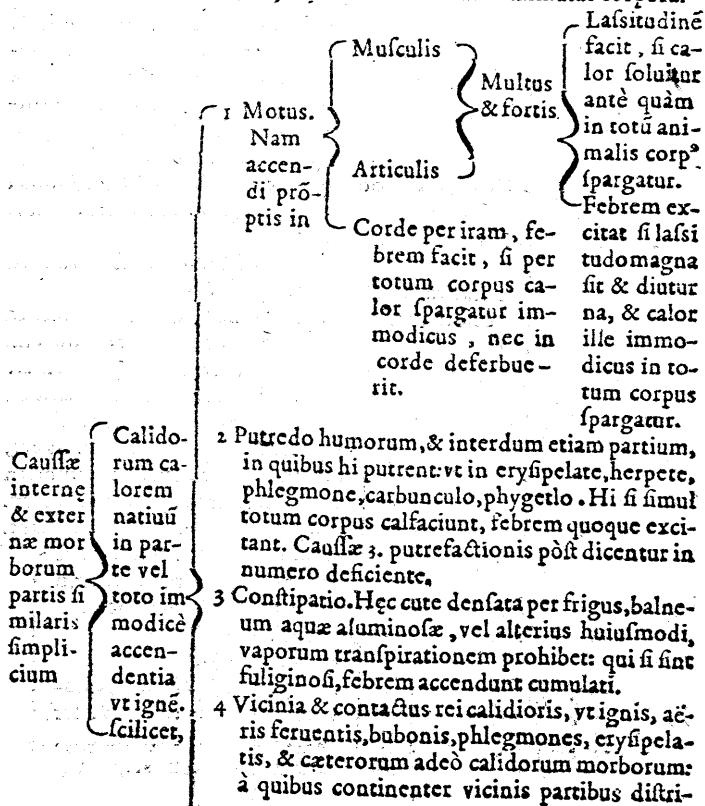 Causſæ
internę
& exter
næ mor
borum
partis ſi
milaris
ſimpli-
cium
Calido-
rum ca-
lorem
natiuũ
in par-
te vel
toto im-
modicè
accen-
dentia
vt ignẽ.
ſcilicet,
1 Motus.
Nam
accen-
di prõ-
ptis in
Muſculis
Articulis
Multus
& fortis
Laſsitudinẽ
facit, ſi ca-
lor ſoluitur
antè quàm
in totũ ani-
malis corpꝰ
ſpargatur.
Febrem ex-
citat ſi laſsi
tudo magna
ſit & diutur
na, & calor
ille immo-
dicus in to-
tum corpus
ſpargatur.
Corde per iram, fe-
brem facit, ſi per
totum corpus ca-
lor ſpargatur im-
modicus, nec in
corde deferbue-
rit.
2 Putredo humorum, & interdum etiam partium,
in quibus hi putrent: vt in eryſipelate, herpete,
phlegmone, carbunculo, phygetlo. Hi ſi ſimul
totum corpus calfaciunt, febrem quoque exci-
tant. Cauſſæ 3. putrefactionis pòſt dicentur in
numero deficiente.
3 Conſtipatio. Hęc cute denſata per frigus, balne-
um aquæ aluminoſæ, vel alterius huiuſmodi,
vaporum tranſpirationem prohibet: qui ſi ſint
fuliginoſi, febrem accendunt cumulati.
4 Vicinia & contactus rei calidioris, vt ignis, aë-
ris feruentis, bubonis, phlegmones, eryſipela-
tis, & cæterorum adeò calidorum morborum:
à quibus continenter vicinis partibus diſtri-